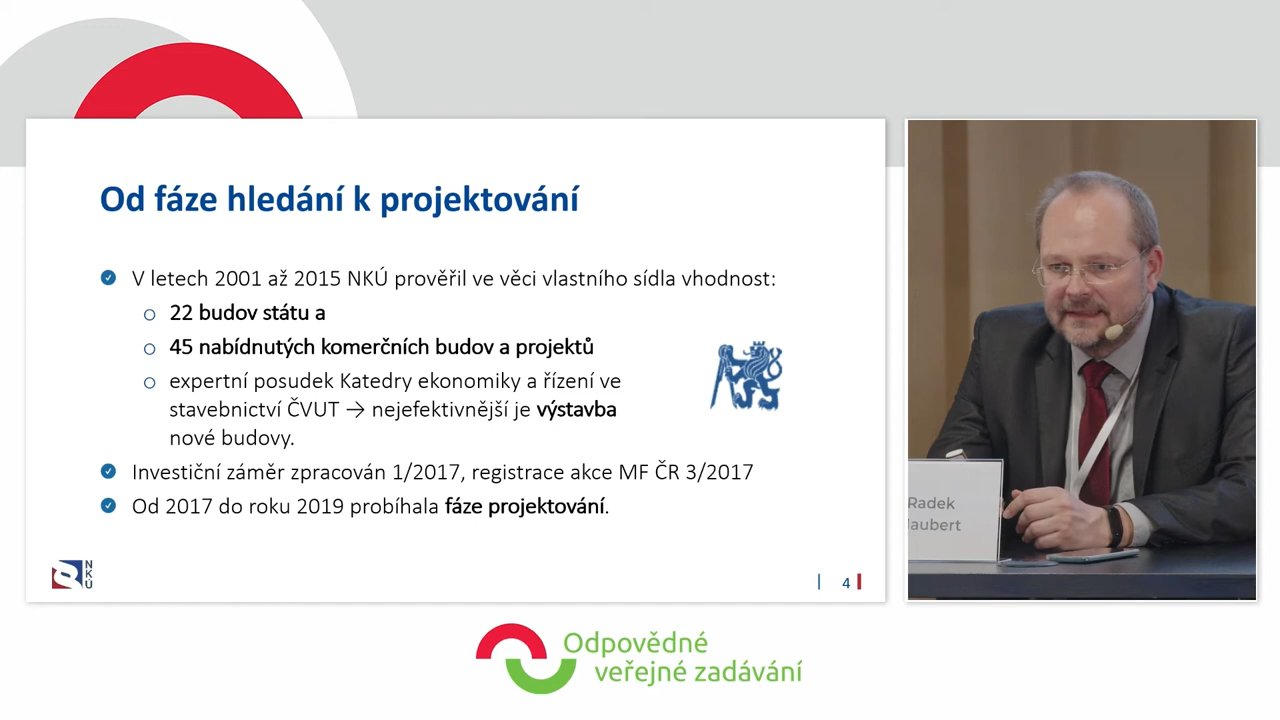 Od fáze hledání k projektování
V letech 2001 až 2015 NKÚ prověřil ve věci vlastního sídla vhodnost:
22 budov státu a
45 nabídnutých komerčních budov a projektů
expertní posudek Katedry ekonomiky a řízení ve
stavebnictví ČVUT → nejefektivnější je výstavba
nové budovy.
Investiční záměr zpracován 1/2017, registrace akce MF ČR 3/2017
Od 2017 do roku 2019 probíhala fáze projektování.
NKÚ
4
Radek
Odpovědné
veřejné zadávání